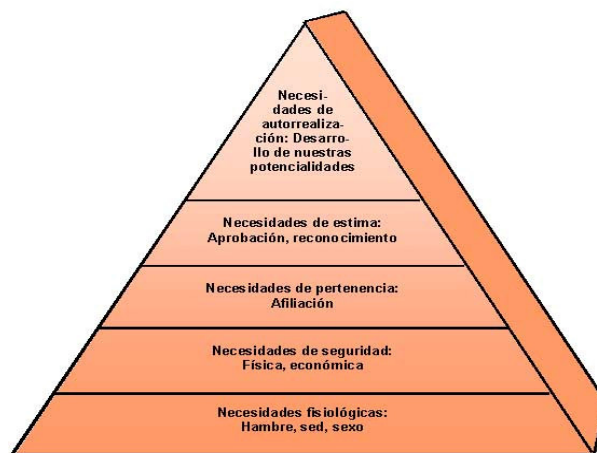 Necesi-
dades de
autorrealiza-
ción: Desarro-
llo de nuestras
potencialidades
Necesidades de estima:
Aprobación, reconocimiento
Necesidades de pertenencia:
Afiliación
Necesidades de seguridad:
Física, económica
Necesidades fisiológicas:
Hambre, sed, sexo